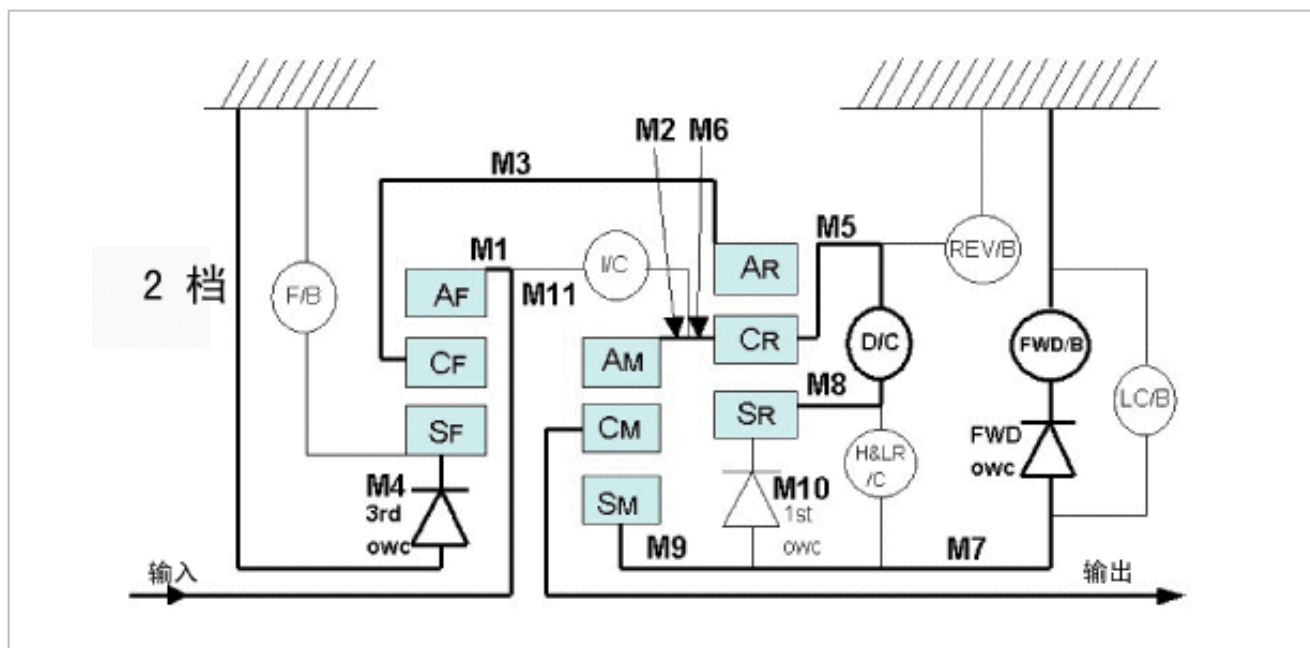 M2 M6
M3
M5
REV/B
M1
I/C
AR
2 档
F/B
AF
M11
CR
D/C
FWD/B
AM
CF
M8
LC/B
SR
CM
SF
FWD
owc
H&LR
/C
M4
3rd
owc
SM
M10
1st
owc
M9
M7
输入
输出